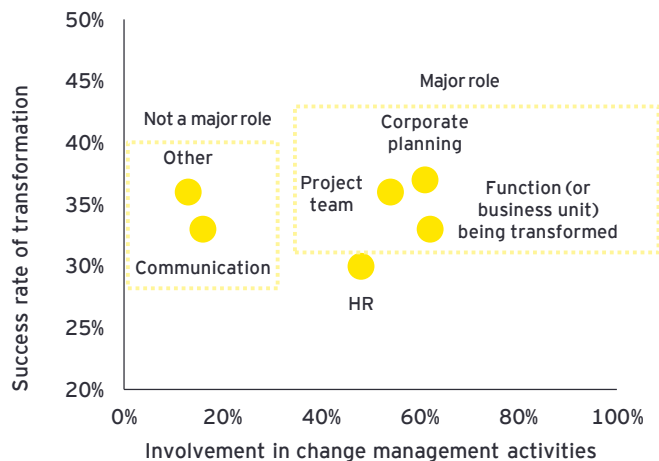 50%
45%
40%
35%
30%
25%
20%
Success rate of transformation
Major role
Not a major role
Corporate
planning
Other
Project
team
Function (or
business unit)
being transformed
Communication
HR
0%
20%
40%
60%
80%
100%
Involvement in change management activities